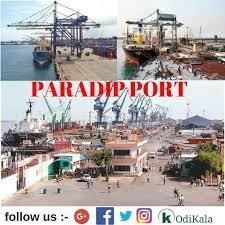 PARADIP PORT
follow us :-
OdiKala